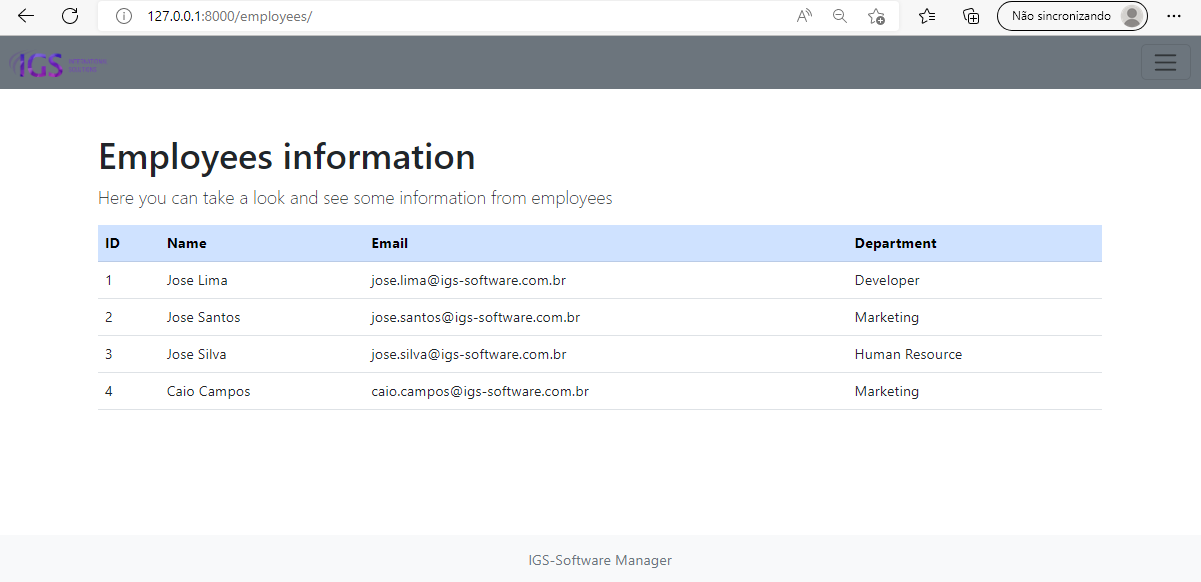 127.0.0.1:8000/employees/
Não sincronizando
IGS
Employees information
Here you can take a look and see some information from employees
ID Name Email Department
1 Jose Lima jose.lima@igs-software.com.br Developer
2 Jose Santos jose.santos@igs-software.com.br Marketing
3 Jose Silva jose.silva@igs-software.com.br Human Resource
4 Caio Campos caio.campos@igs-software.com.br Marketing
IGS-Software Manager